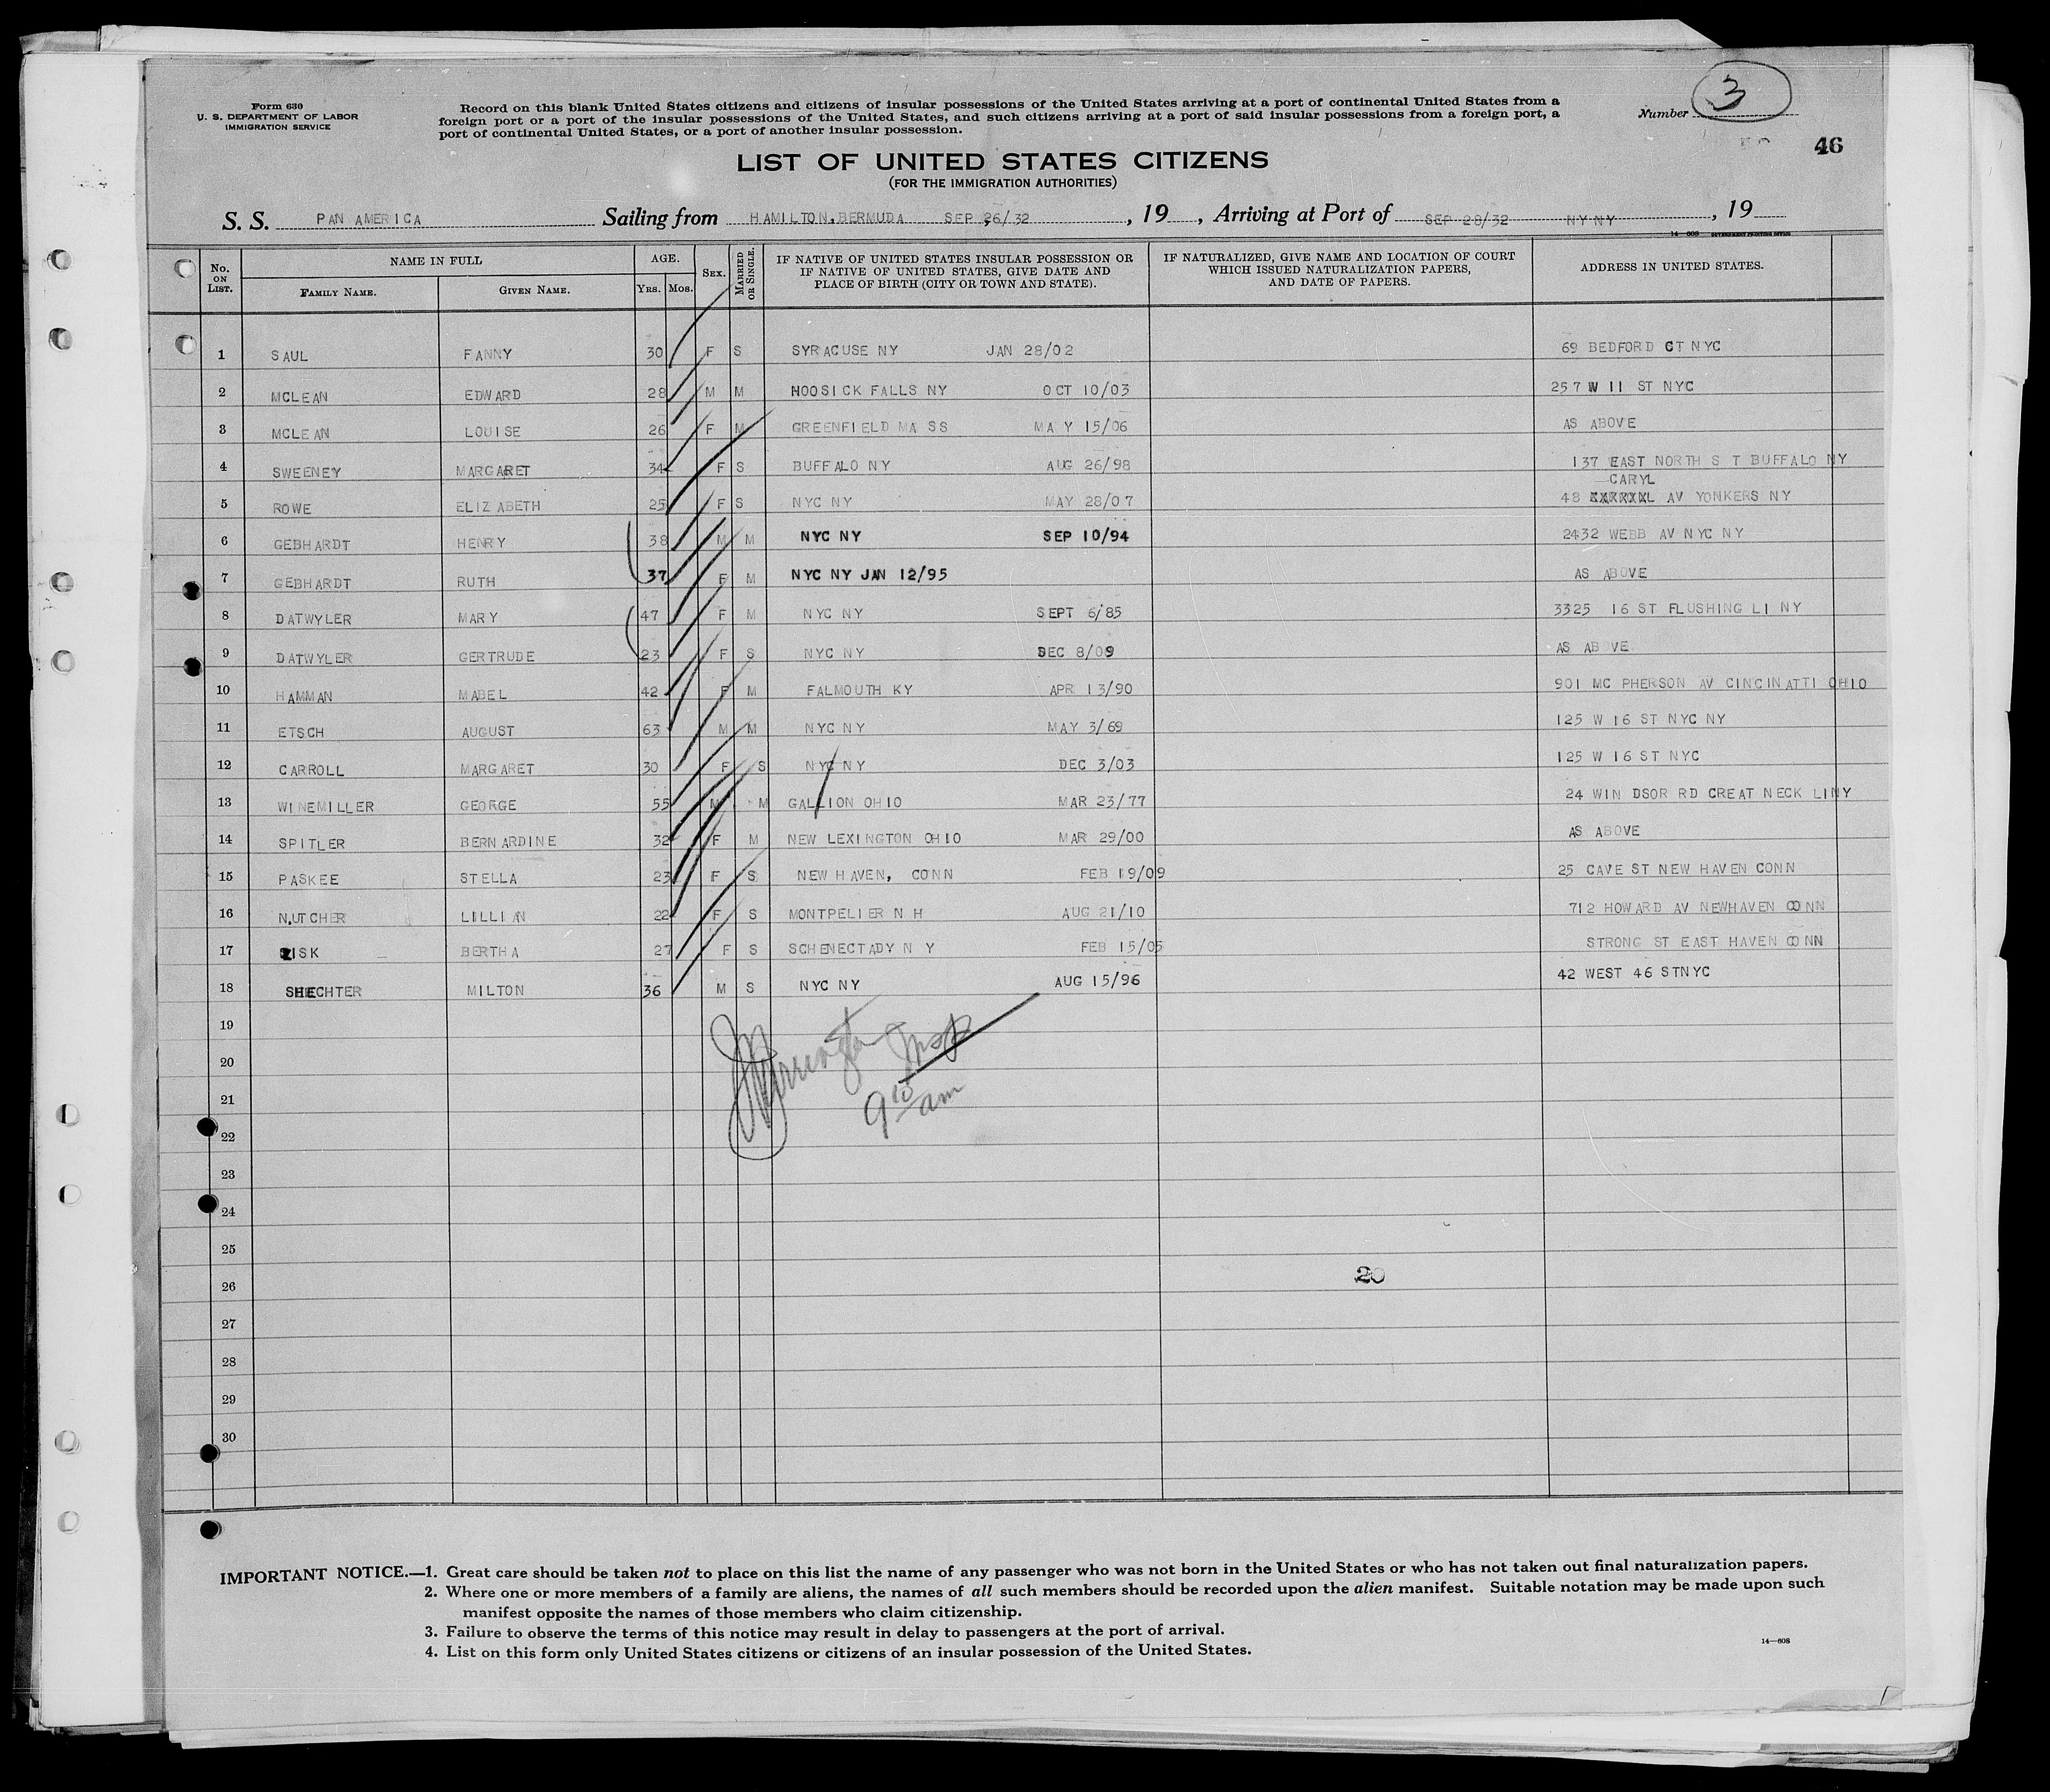 Form 630
U. S. DEPARTMENT OF LABOR
IMMIGRATION SERVICE
Record on this blank United States citizens and citizens of insular possessions of the United States arriving at a port of continental United States from a
foreign port or a port of the insular possessions of the United States, and such citizens arriving at a port of said insular possessions from a foreign port, a
port of continental United States, or a port of another insular possession.
Number 3
46
LIST OF UNITED STATES CITIZENS
(FOR THE IMMIGRATION AUTHORITIES)
S. S. PAN AMERICA Sailing from HAMILTON, BERMUDA SEP 26/32 , 19 , Arriving at Port of SEP 28/32 NY NY , 19
14—608 GOVERNMENT PRINTING OFFICE
No. ON LIST. NAME IN FULL FAMILY NAME. GIVEN NAME. AGE. YRS. MOS. SEX. MARRIED OR SINGLE. IF NATIVE OF UNITED STATES INSULAR POSSESSION OR IF NATIVE OF UNITED STATES, GIVE DATE AND PLACE OF BIRTH (CITY OR TOWN AND STATE). IF NATURALIZED, GIVE NAME AND LOCATION OF COURT WHICH ISSUED NATURALIZATION PAPERS, AND DATE OF PAPERS. ADDRESS IN UNITED STATES.
1 SAUL FANNY 30 F S SYRACUSE NY JAN 28/02 69 BEDFORD CT NYC
2 MCLEAN EDWARD 28 M M HOOSICK FALLS NY OCT 10/03 257 W 11 ST NYC
3 MCLEAN LOUISE 26 F M GREENFIELD MASS MAY 15/06 AS ABOVE
4 SWEENEY MARGARET 34 F S BUFFALO NY AUG 26/98 137 EAST NORTH ST BUFFALO NY
CARYL
5 ROWE ELIZABETH 25 F S NYC NY MAY 28/07 48 AV YONKERS NY
6 GEBHARDT HENRY 38 M M NYC NY SEP 10/94 2432 WEBB AV NYC NY
7 GEBHARDT RUTH 37 F M NYC NY JAN 12/95 AS ABOVE
8 DATWYLER MARY 47 F M NYC NY SEPT 6/85 3325 16 ST FLUSHING LI NY
9 DATWYLER GERTRUDE 23 F S NYC NY DEC 8/09 AS ABOVE
10 HAMMAN MABEL 42 F M FALMOUTH KY APR 13/90 901 MC PHERSON AV CINCINATTI OHIO
11 ETSCH AUGUST 63 M M NYC NY MAY 3/69 125 W 16 ST NYC NY
12 CARROLL MARGARET 30 F S NYC NY DEC 3/03 125 W 16 ST NYC
13 WINEMILLER GEORGE 55 M M GALLION OHIO MAR 23/77 24 WINDSOR RD CREAT NECK LINY
14 SPITLER BERNARDINE 32 F M NEW LEXINGTON OHIO MAR 29/00 AS ABOVE
15 PASKEE STELLA 23 F S NEW HAVEN, CONN FEB 19/09 25 CAVE ST NEW HAVEN CONN
16 NUTCHER LILLIAN 22 F S MONTPELIER N H AUG 21/10 712 HOWARD AV NEWHAVEN CONN
17 BERTHA 27 F S SCHENECTADY N Y FEB 15/05 STRONG ST EAST HAVEN CONN
18 SHECHTER MILTON 36 M S NYC NY AUG 15/96 42 WEST 46 STNYC
19
Insp
20
9 10 am
21
22
23
24
25
26 20
27
28
29
30
IMPORTANT NOTICE.—1. Great care should be taken not to place on this list the name of any passenger who was not born in the United States or who has not taken out final naturalization papers.
2. Where one or more members of a family are aliens, the names of all such members should be recorded upon the alien manifest. Suitable notation may be made upon such
manifest opposite the names of those members who claim citizenship.
3. Failure to observe the terms of this notice may result in delay to passengers at the port of arrival.
4. List on this form only United States citizens or citizens of an insular possession of the United States.
14—608